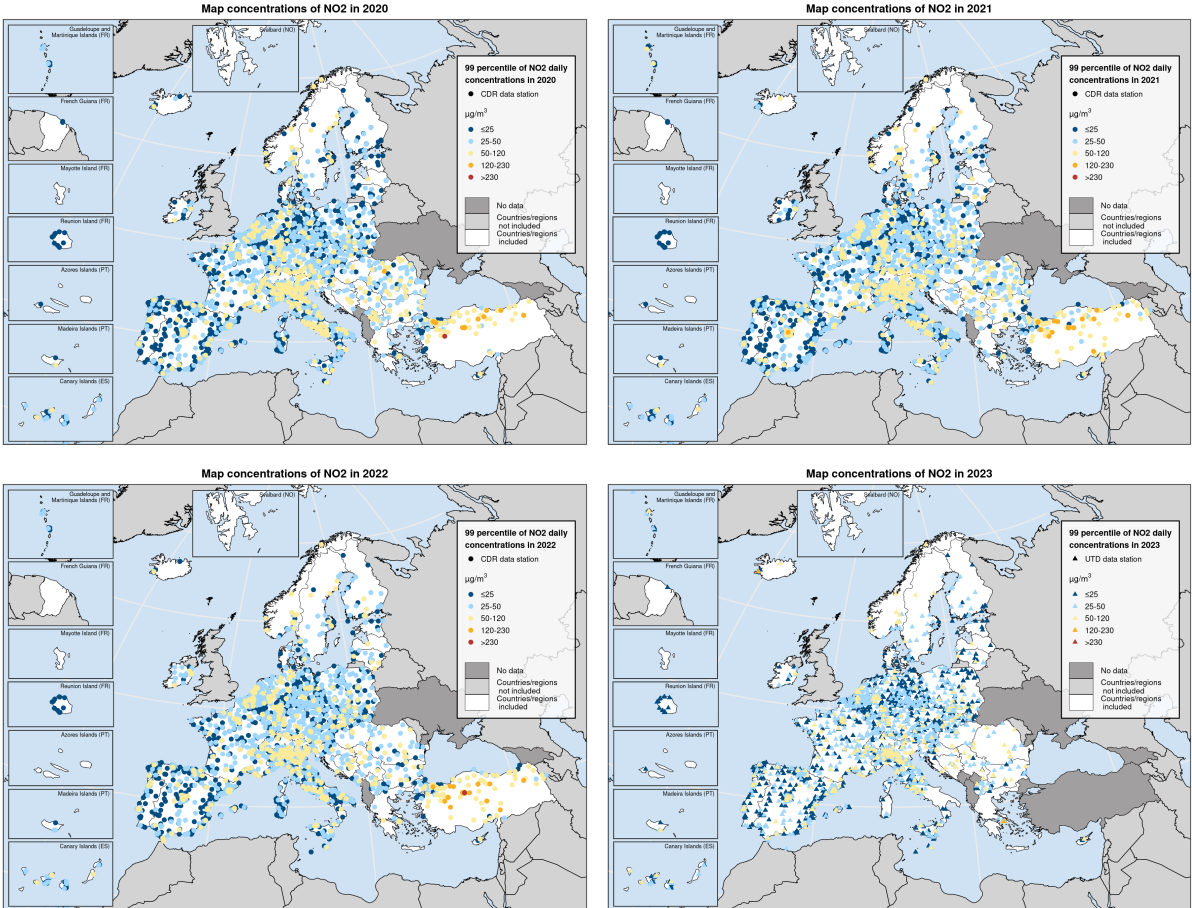 Map concentrations of NO2 in 2020
Guadeloupe and
Martinique Islands (FR)
French Guiana (FR)
Mayotte Island (FR)
Reunion Island (FR)
Azores Islands (PT)
Madeira Islands (PT)
Canary Islands (ES)
Svalbard (NO)
99 percentile of NO2 daily
concentrations in 2020
CDR data station
µg/m³
≤25
25-50
50-120
120-230
>230
No data
Countries/regions
not included
Countries/regions
included
Map concentrations of NO2 in 2021
Guadeloupe and
Martinique Islands (FR)
French Guiana (FR)
Mayotte Island (FR)
Reunion Island (FR)
Azores Islands (PT)
Madeira Islands (PT)
Canary Islands (ES)
Svalbard (NO)
99 percentile of NO2 daily
concentrations in 2021
CDR data station
µg/m³
≤25
25-50
50-120
120-230
>230
No data
Countries/regions
not included
Countries/regions
included
Map concentrations of NO2 in 2022
Guadeloupe and
Martinique Islands (FR)
French Guiana (FR)
Mayotte Island (FR)
Reunion Island (FR)
Azores Islands (PT)
Madeira Islands (PT)
Canary Islands (ES)
Svalbard (NO)
99 percentile of NO2 daily
concentrations in 2022
CDR data station
µg/m³
≤25
25-50
50-120
120-230
>230
No data
Countries/regions
not included
Countries/regions
included
Map concentrations of NO2 in 2023
Guadeloupe and
Martinique Islands (FR)
French Guiana (FR)
Mayotte Island (FR)
Reunion Island (FR)
Azores Islands (PT)
Madeira Islands (PT)
Canary Islands (ES)
Svalbard (NO)
99 percentile of NO2 daily
concentrations in 2023
UTD data station
µg/m³
≤25
25-50
50-120
120-230
>230
No data
Countries/regions
not included
Countries/regions
included